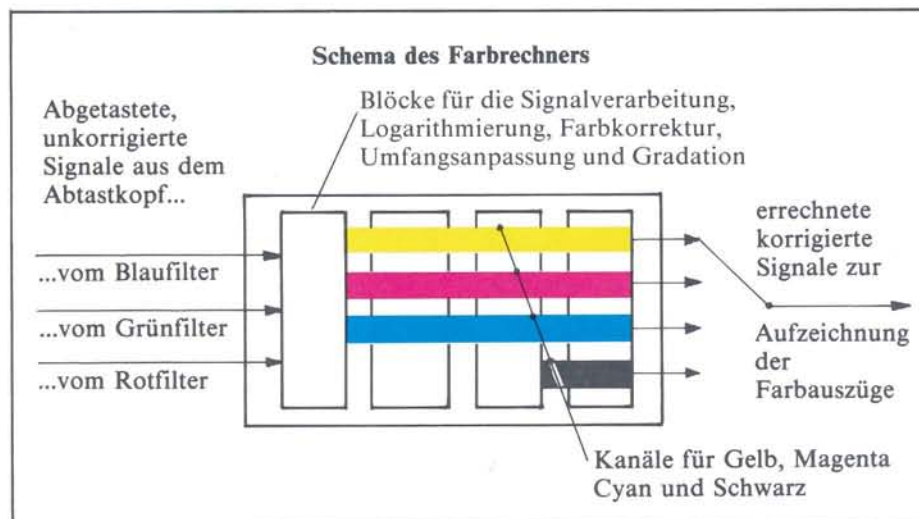 Schema des Farbrechners
Abgetastete,
unkorrigierte
Signale aus dem
Abtastkopf...
Blöcke für die Signalverarbeitung,
Logarithmierung, Farbkorrektur,
Umfangsanpassung und Gradation
...vom Blaufilter
...vom Grünfilter
...vom Rotfilter
errechnete
korrigierte
Signale zur
Aufzeichnung
der
Farbauszüge
Kanäle für Gelb, Magenta
Cyan und Schwarz